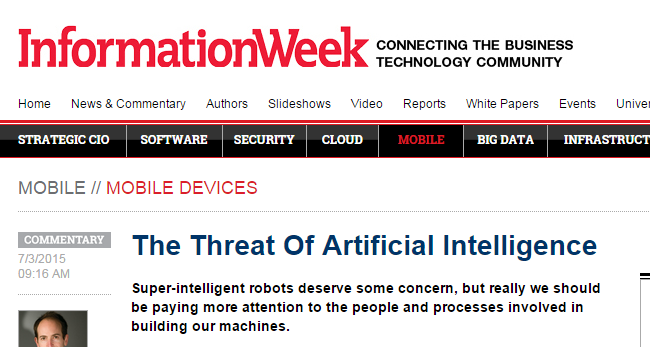 InformationWeek CONNECTING THE BUSINESS
TECHNOLOGY COMMUNITY
Home News & Commentary Authors Slideshows Video Reports White Papers Events Univer
STRATEGIC CIO SOFTWARE SECURITY CLOUD MOBILE BIG DATA INFRASTRUCT
MOBILE // MOBILE DEVICES
COMMENTARY
7/3/2015
09:16 AM
The Threat Of Artificial Intelligence
Super-intelligent robots deserve some concern, but really we should
be paying more attention to the people and processes involved in
building our machines.